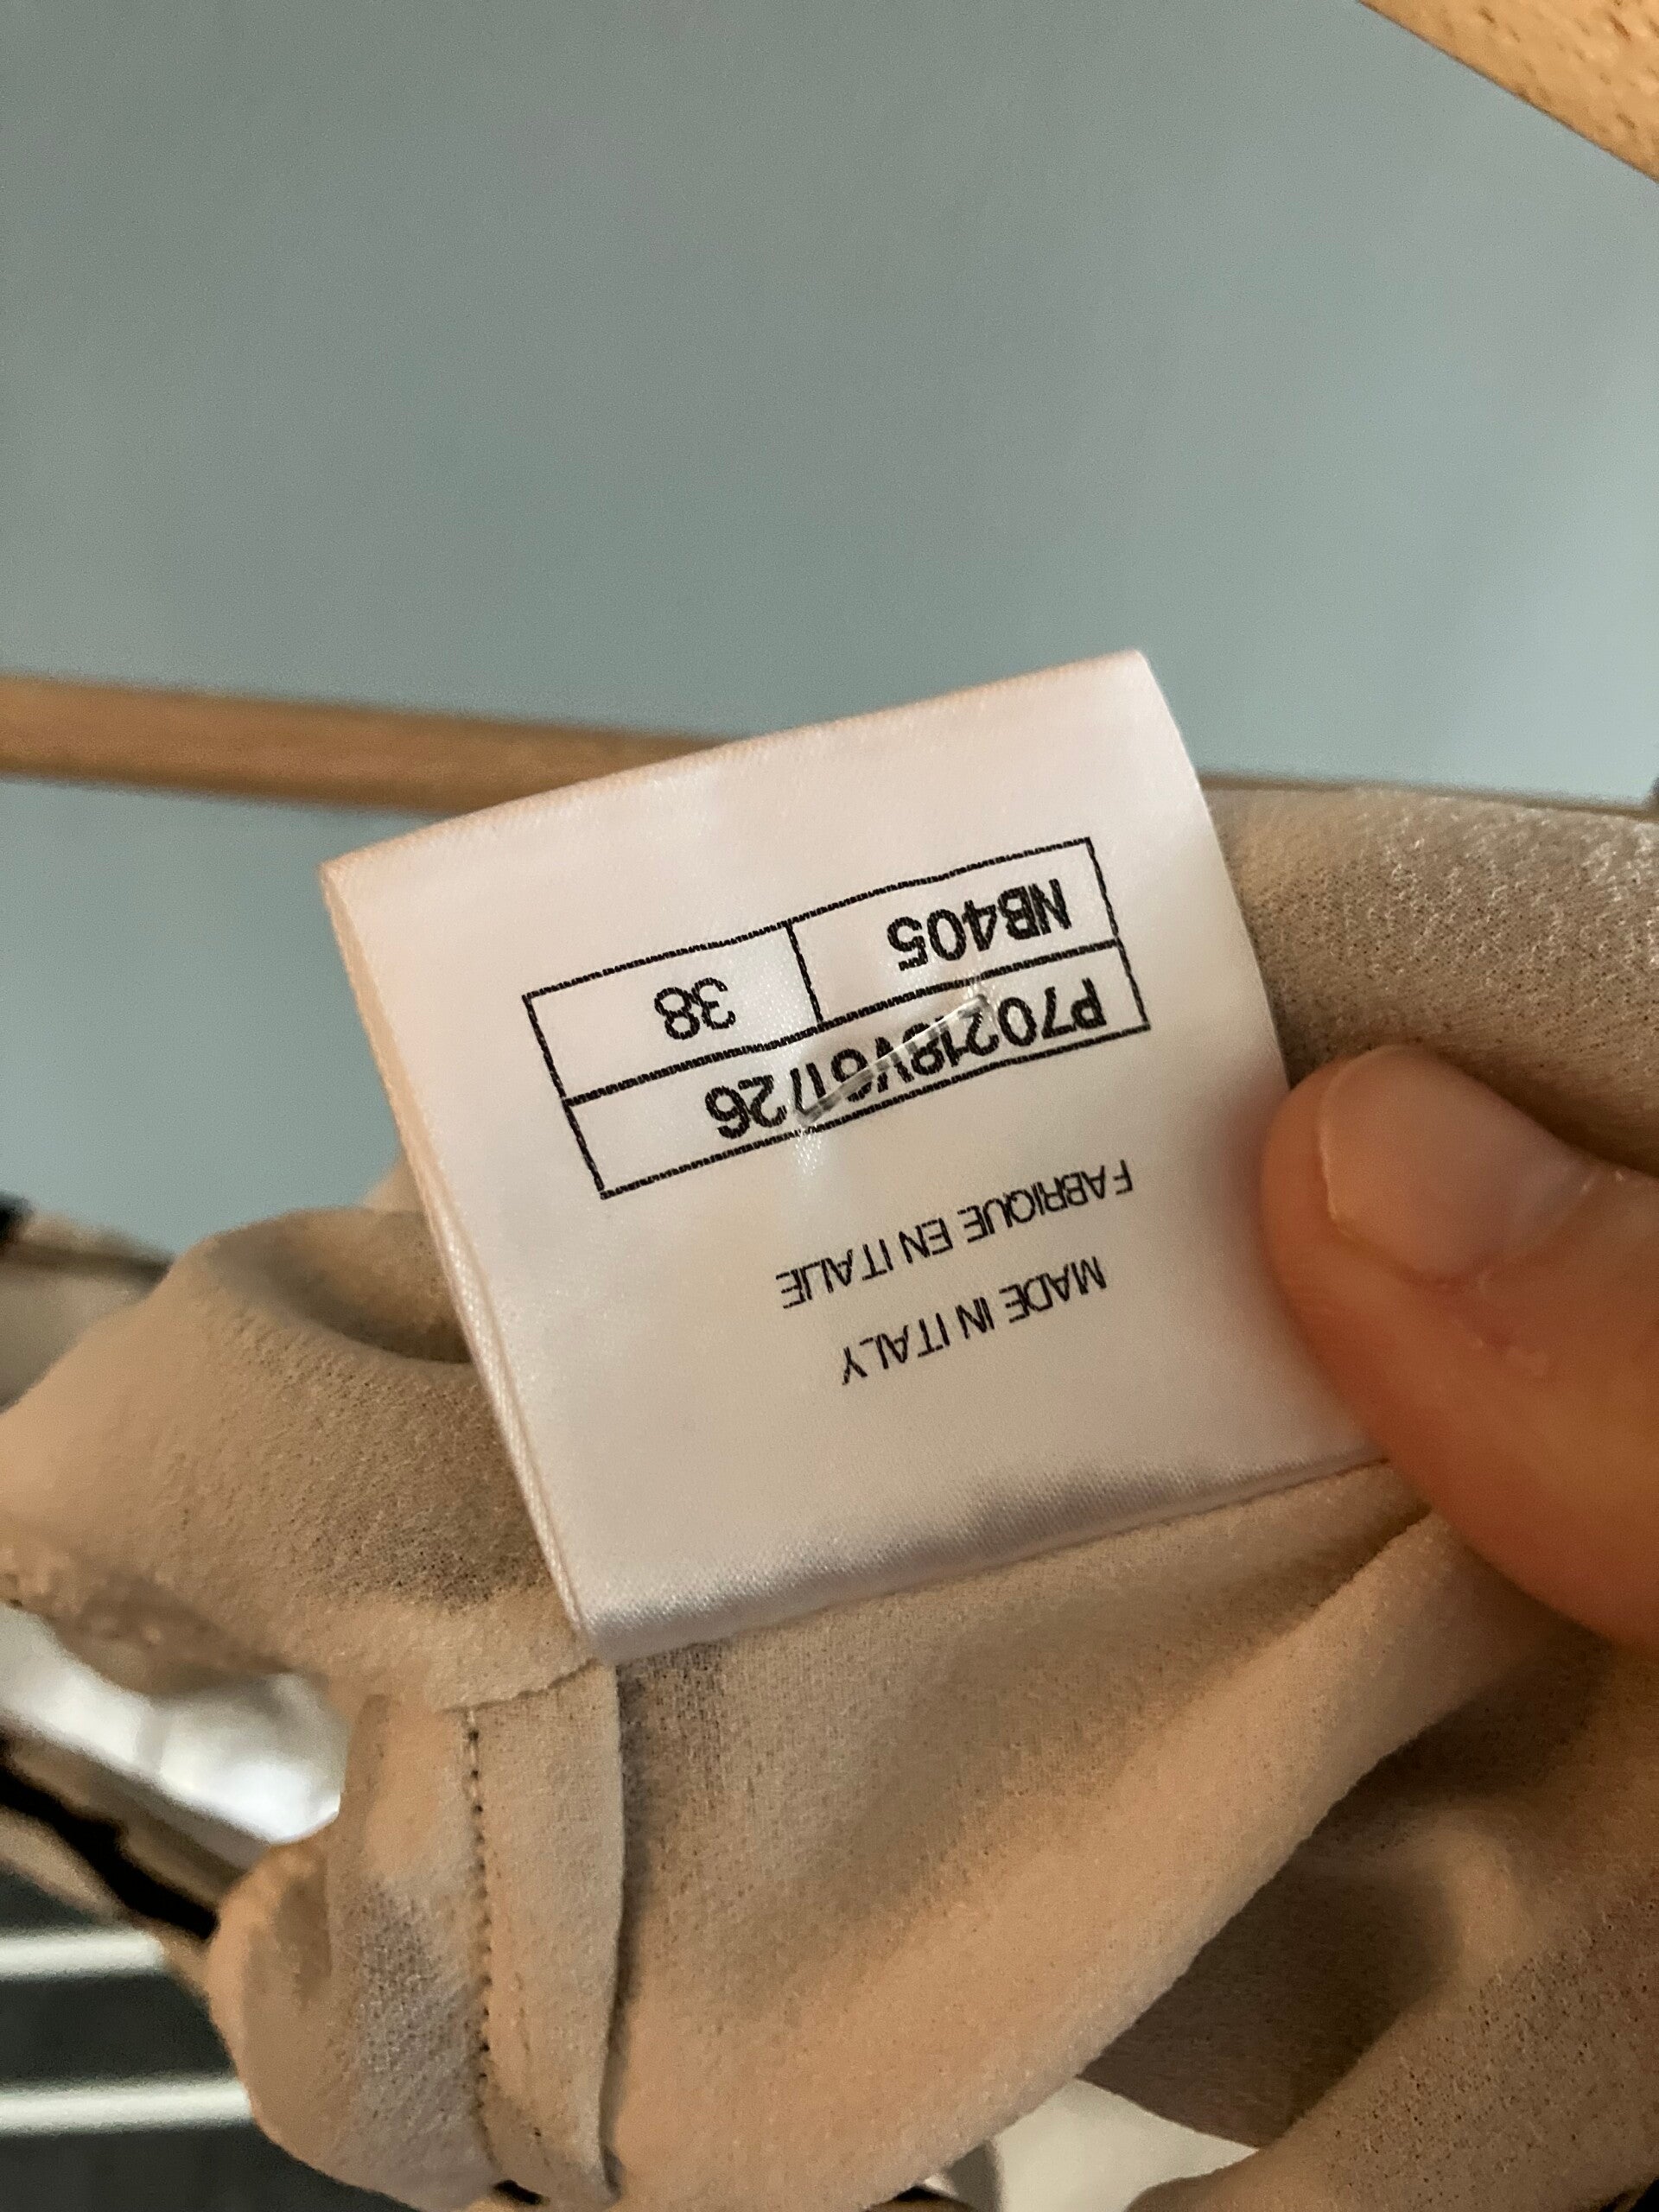 MADE IN ITALY
FABRIQUE EN ITALIE
P70218V61726
NB405 38